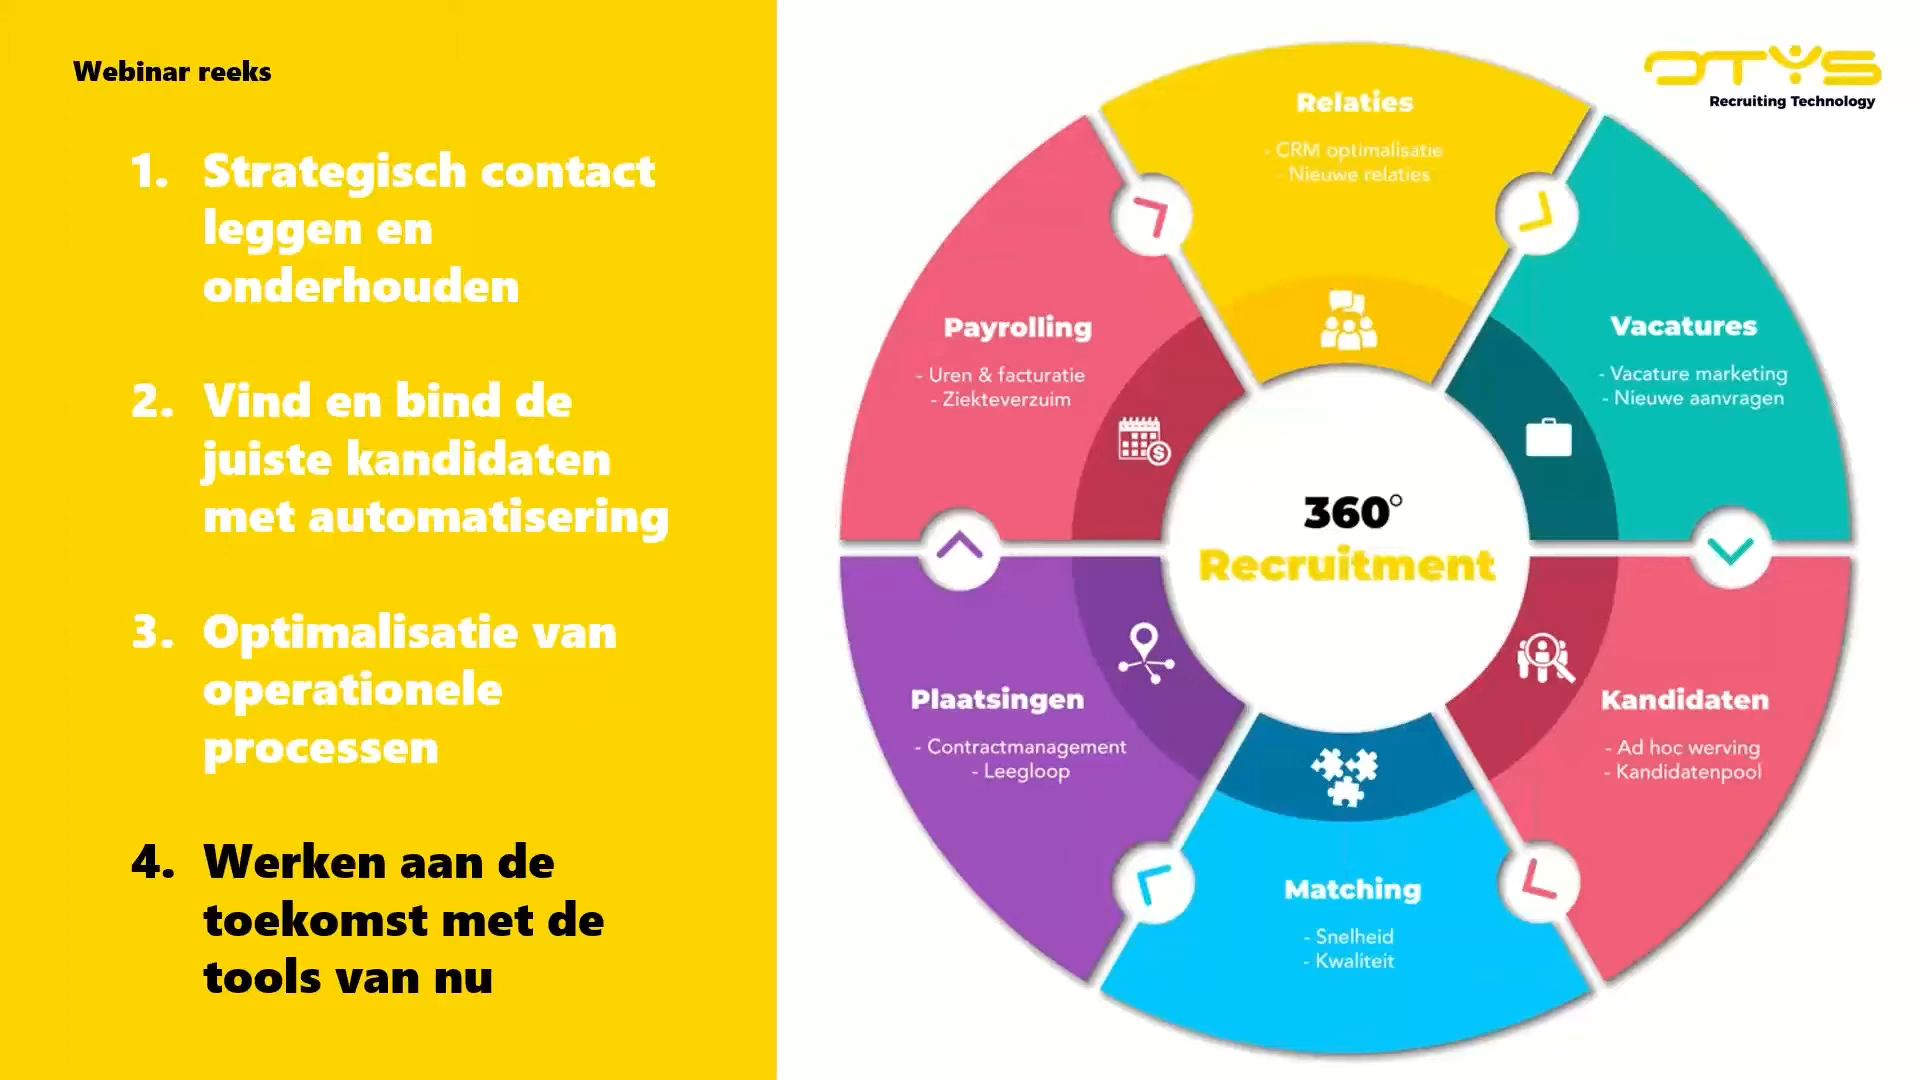 Webinar reeks
1. Strategisch contact
leggen en
onderhouden
2. Vind en bind de
juiste kandidaten
met automatisering
3. Optimalisatie van
operationele
processen
4. Werken aan de
toekomst met de
tools van nu
OTYS
Recruiting Technology
Relaties
- CRM optimalisatie
- Nieuwe relaties
Vacatures
- Vacature marketing
- Nieuwe aanvragen
Kandidaten
- Ad hoc werving
- Kandidatenpool
Matching
- Snelheid
- Kwaliteit
Plaatsingen
- Contractmanagement
- Leegloop
Payrolling
- Uren & facturatie
- Ziekteverzuim
360°
Recruitment